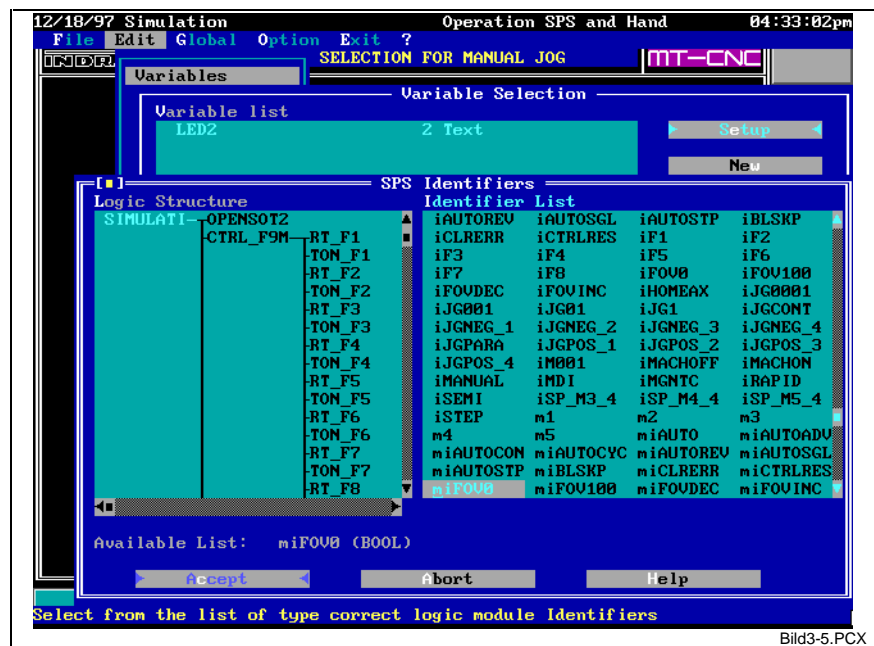 12/18/97 Simulation Operation SPS and Hand 04:33:02pm
File Edit Global Option Exit ?
INDR SELECTION FOR MANUAL JOG MT-CNC
Variables
Variable Selection
Variable list
LED2 2 Text Setup
New
[■] SPS Identifiers
Logic Structure Identifier List
SIMULATI OPENSOT2 iAUTOREV iAUTOSGL iAUTOSTP iBLSKP
CTRL_F9M RT_F1 iCLRERR iCTRLRES iF1 iF2
TON_F1 iF3 iF4 iF5 iF6
RT_F2 iF7 iF8 iFOV0 iFOV100
TON_F2 iFOVDEC iFOVINC iHOMEAX iJG0001
RT_F3 iJG001 iJG01 iJG1 iJGCONT
TON_F3 iJGNEG_1 iJGNEG_2 iJGNEG_3 iJGNEG_4
RT_F4 iJGPARA iJGPOS_1 iJGPOS_2 iJGPOS_3
TON_F4 iJGPOS_4 iM001 iMACHOFF iMACHON
RT_F5 iMANUAL iMDI iMGNTC iRAPID
TON_F5 iSEMI iSP_M3_4 iSP_M4_4 iSP_M5_4
RT_F6 iSTEP m1 m2 m3
TON_F6 m4 m5 miAUTO miAUTOADV
RT_F7 miAUTOCON miAUTOCYC miAUTOREV miAUTOSGL
TON_F7 miAUTOSTP miBLSKP miCLRERR miCTRLRES
RT_F8 miFOV0 miFOV100 miFOVDEC miFOVINC
Available List: miFOV0 (BOOL)
Accept Abort Help
Select from the list of type correct logic module Identifiers
Bild3-5.PCX